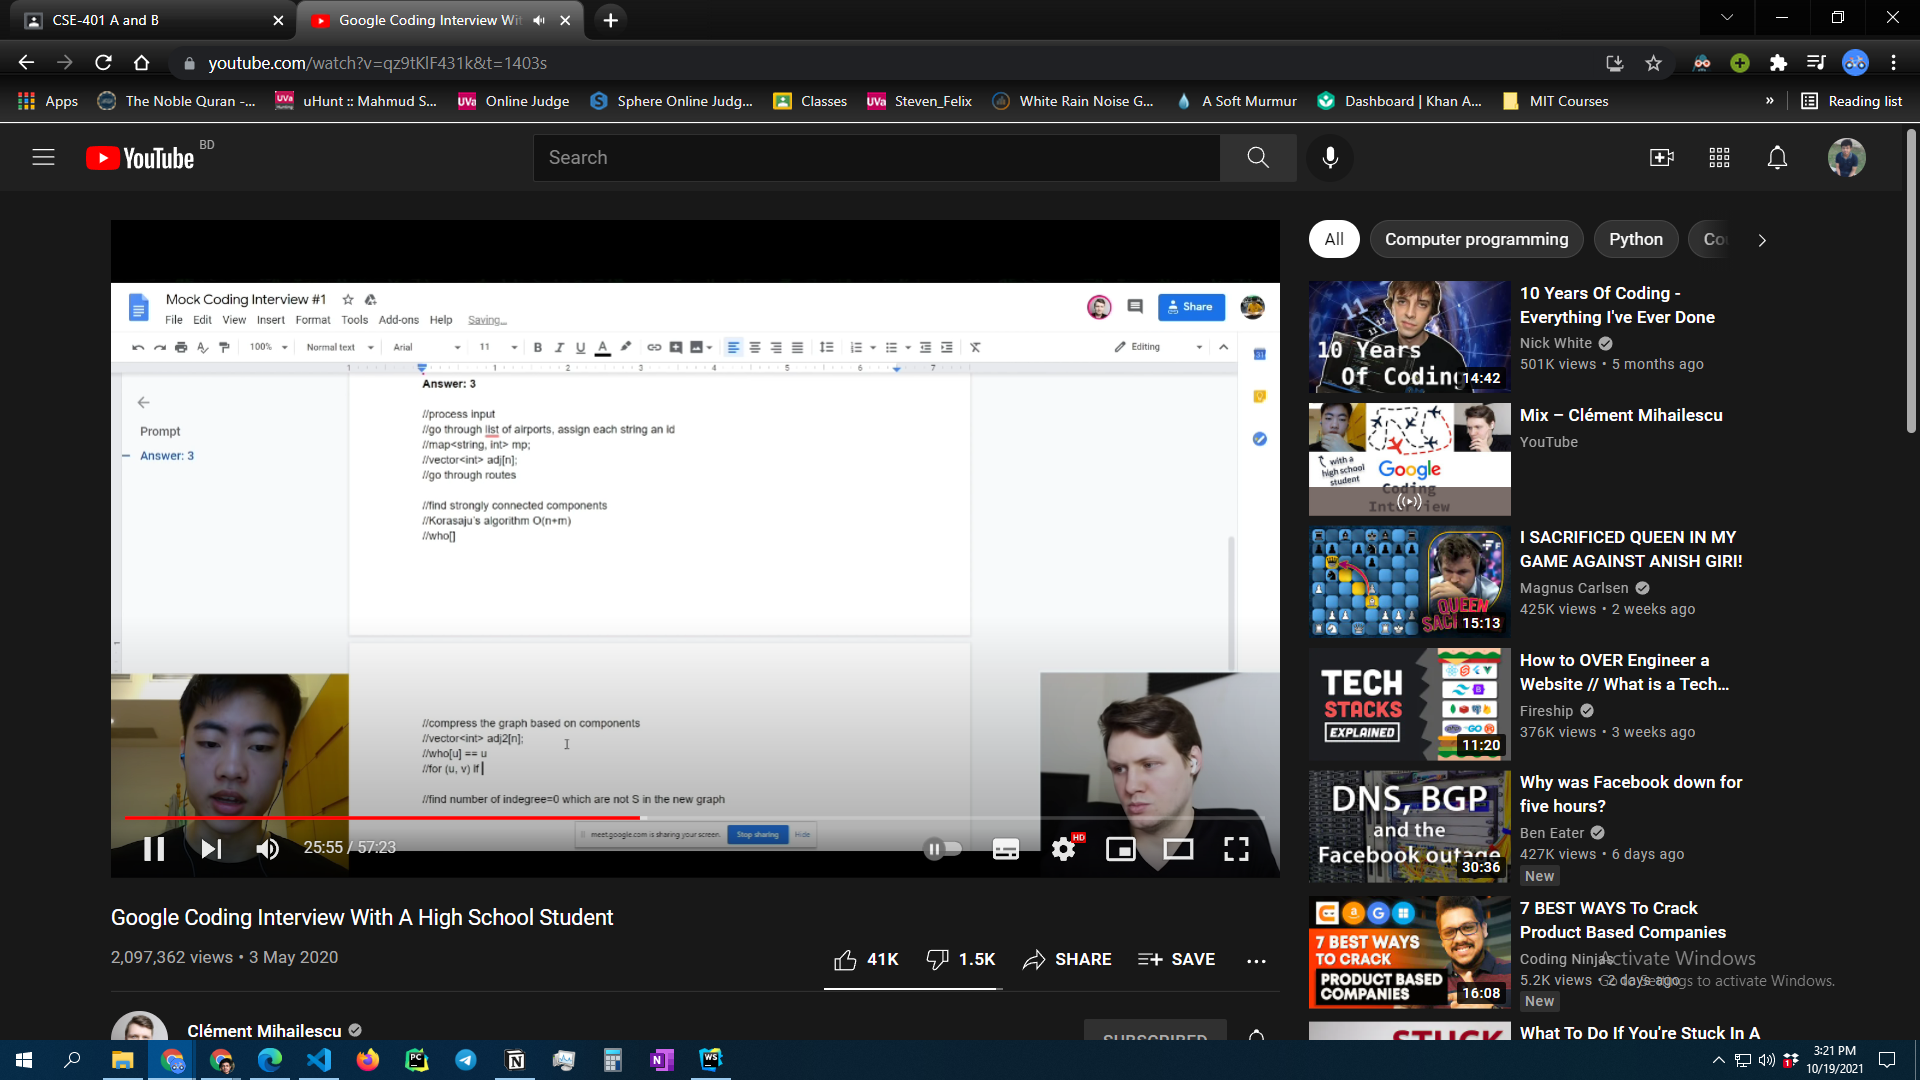 CSE-401 A and B
Google Coding Interview Wit
youtube.com/watch?v=qz9tKlF431k&t=1403s
Apps
The Noble Quran -...
uHunt :: Mahmud S...
Online Judge
Sphere Online Judg...
Classes
Steven_Felix
White Rain Noise G...
A Soft Murmur
Dashboard | Khan A...
MIT Courses
»
Reading list
YouTube BD
Search
All
Computer programming
Python
Cou
Mock Coding Interview #1
File Edit View Insert Format Tools Add-ons Help Saving...
Share
100% Normal text Arial 11 Editing
Prompt
Answer: 3
Answer: 3
//process input
//go through list of airports, assign each string an id
//map<string, int> mp;
//vector<int> adj[n];
//go through routes
//find strongly connected components
//Korasaju's algorithm O(n+m)
//who[]
//compress the graph based on components
//vector<int> adj2[n];
//who[u] == u
//for (u, v) if
//find number of indegree=0 which are not S in the new graph
meet.google.com is sharing your screen. Stop sharing Hide
25:55 / 57:23
HD
Google Coding Interview With A High School Student
2,097,362 views • 3 May 2020
41K
1.5K
SHARE
SAVE
Clément Mihailescu
SUBSCRIBED
10 Years
Of Coding
14:42
10 Years Of Coding -
Everything I've Ever Done
Nick White
501K views • 5 months ago
with a
high school
student
Google
Coding
Interview
Mix – Clément Mihailescu
YouTube
QUEEN
SAC
15:13
I SACRIFICED QUEEN IN MY
GAME AGAINST ANISH GIRI!
Magnus Carlsen
425K views • 2 weeks ago
TECH
STACKS
EXPLAINED
11:20
How to OVER Engineer a
Website // What is a Tech...
Fireship
376K views • 3 weeks ago
DNS, BGP
and the
Facebook outage
30:36
Why was Facebook down for
five hours?
Ben Eater
427K views • 6 days ago
New
7 BEST WAYS
TO CRACK
PRODUCT BASED
COMPANIES
16:08
7 BEST WAYS To Crack
Product Based Companies
Coding Ninjas
5.2K views • 2 days ago
New
Activate Windows
Go to Settings to activate Windows.
STUCK
What To Do If You're Stuck In A
3:21 PM
10/19/2021